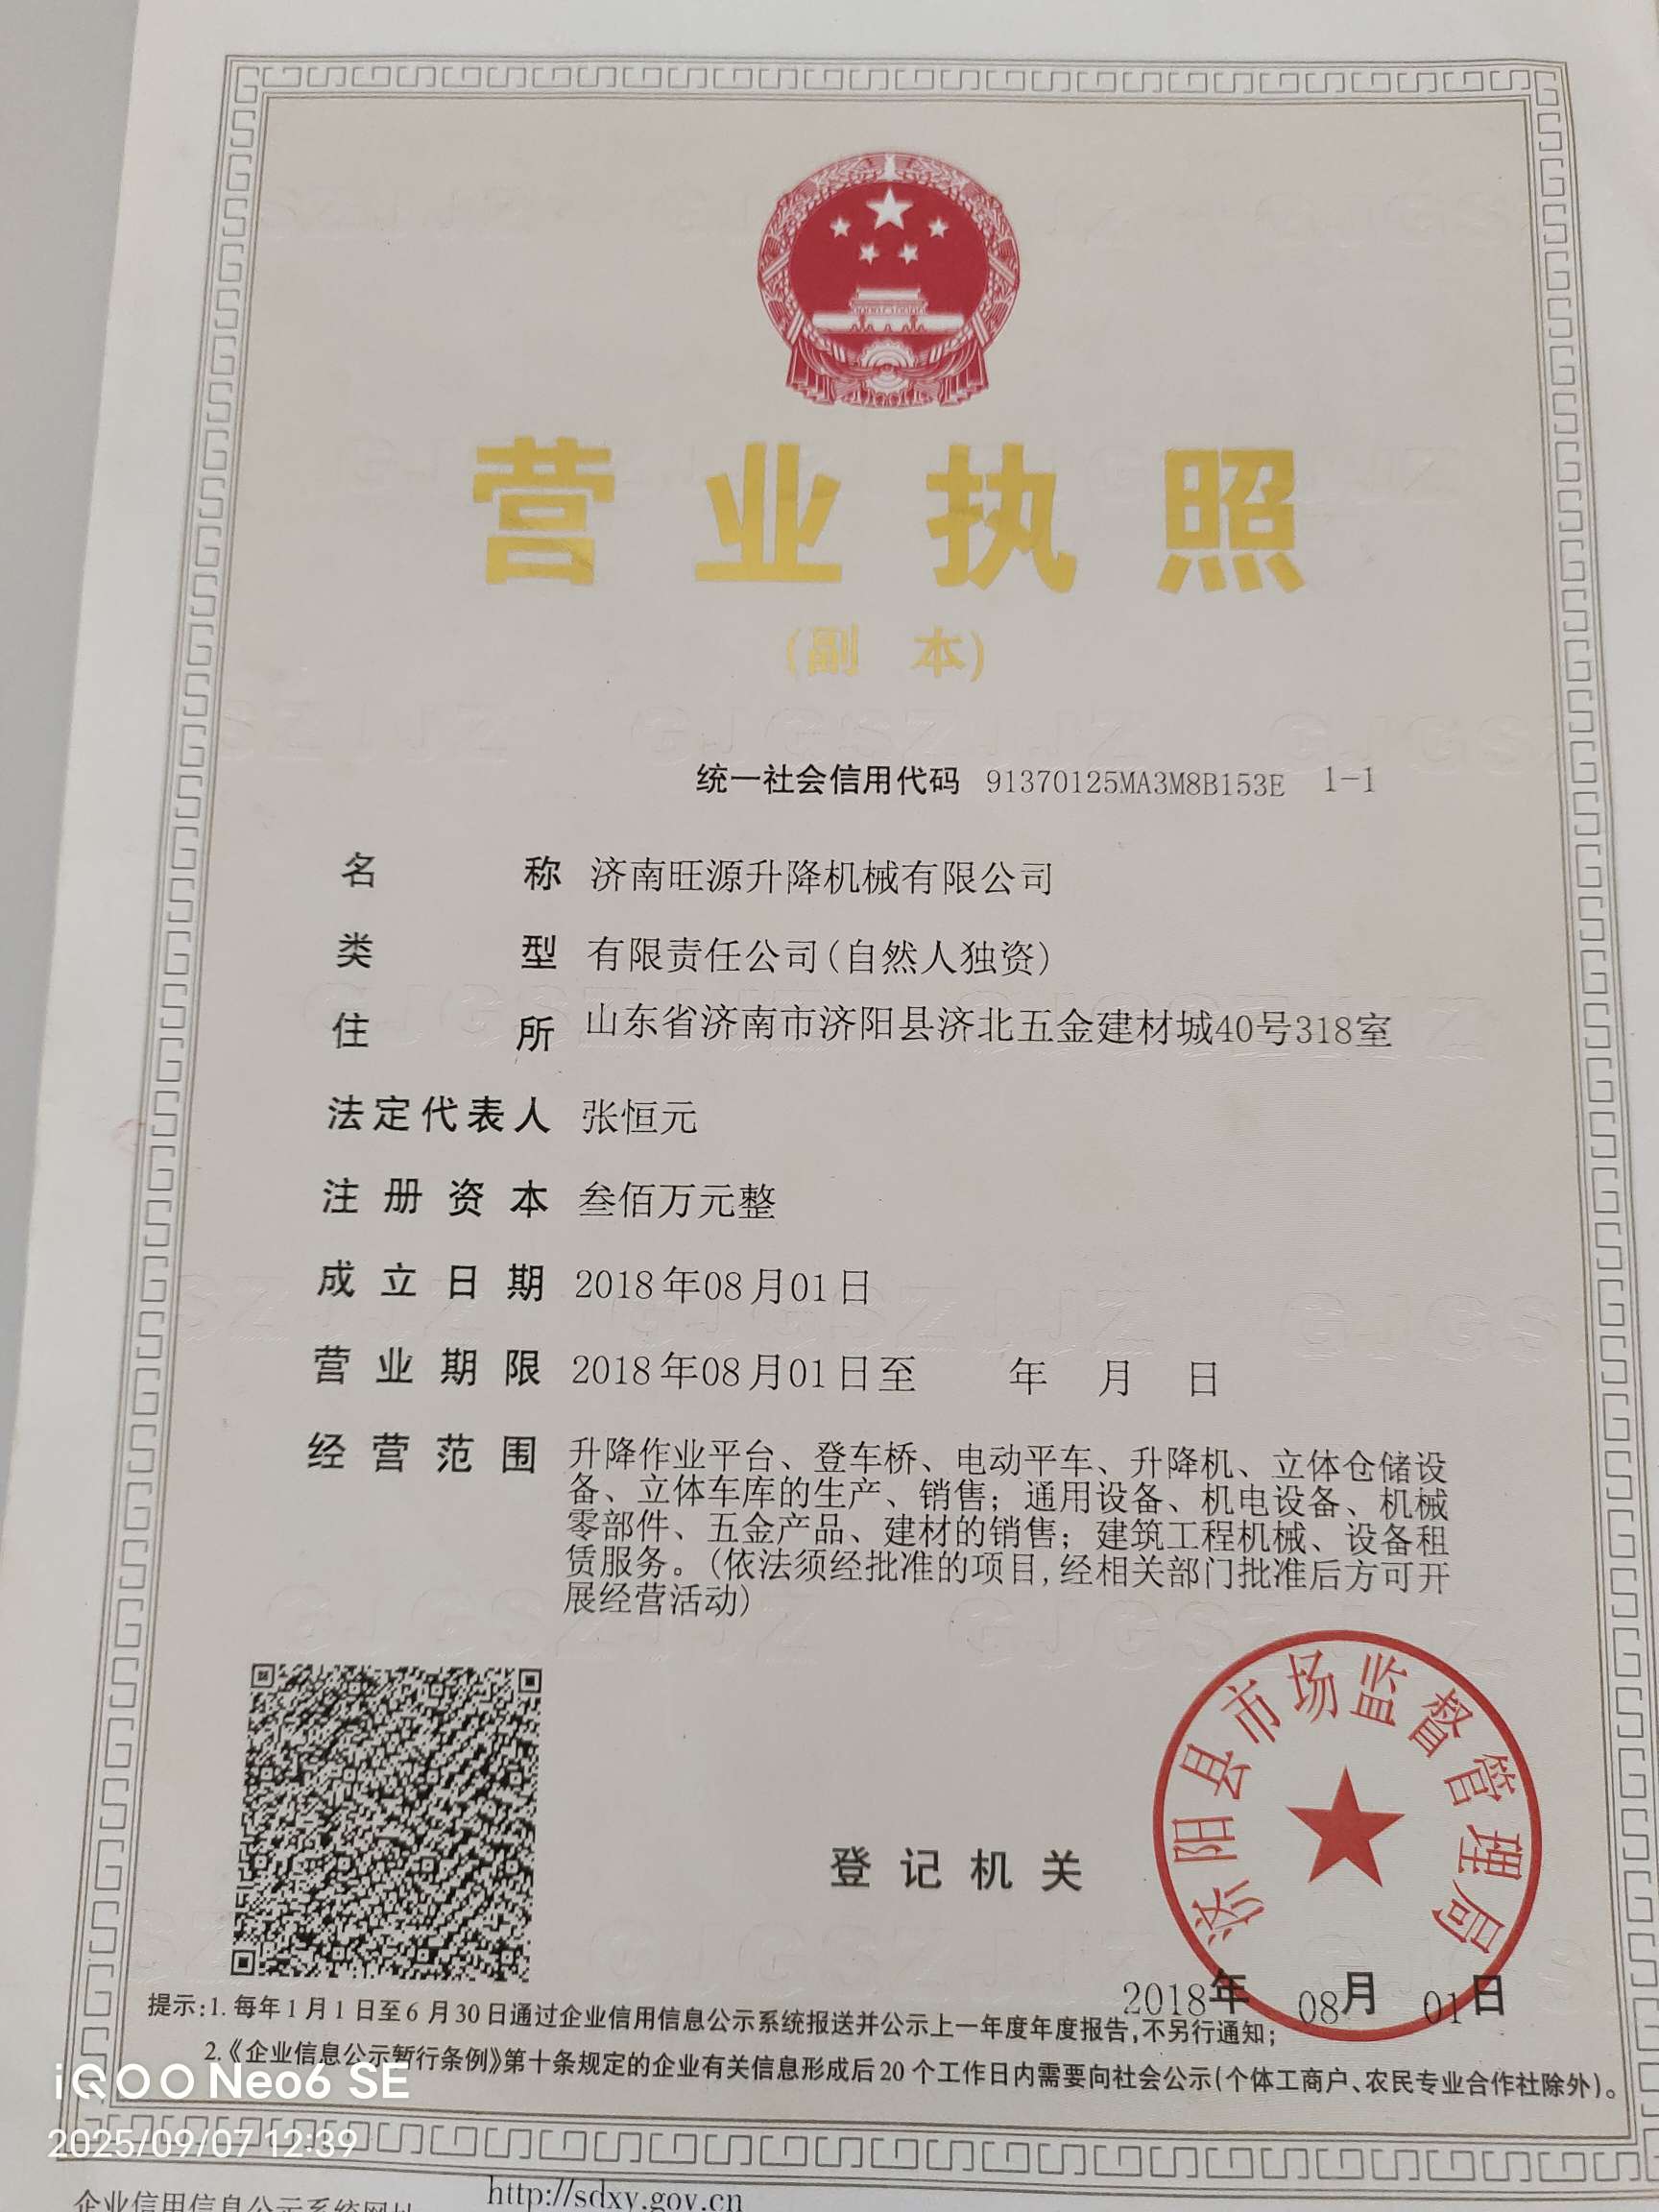 营业执照
(副 本)
统一社会信用代码 91370125MA3M8B153E 1-1
名 称 济南旺源升降机械有限公司
类 型 有限责任公司(自然人独资)
住 所 山东省济南市济阳县济北五金建材城40号318室
法定代表人 张恒元
注册资本 叁佰万元整
成立日期 2018年08月01日
营业期限 2018年08月01日至 年 月 日
经营范围 升降作业平台、登车桥、电动平车、升降机、立体仓储设
备、立体车库的生产、销售；通用设备、机电设备、机械
零部件、五金产品、建材的销售；建筑工程机械、设备租
赁服务。(依法须经批准的项目,经相关部门批准后方可开
展经营活动)
济阳县市场监督管理局
登记机关
2018年 08月 01日
提示:1.每年1月1日至6月30日通过企业信用信息公示系统报送并公示上一年度年度报告,不另行通知;
2.《企业信息公示暂行条例》第十条规定的企业有关信息形成后20个工作日内需要向社会公示(个体工商户、农民专业合作社除外)。
iQOO Neo6 SE
2025/09/07 12:39
企业信用信息公示系统网址
http://sdxy.gov.cn